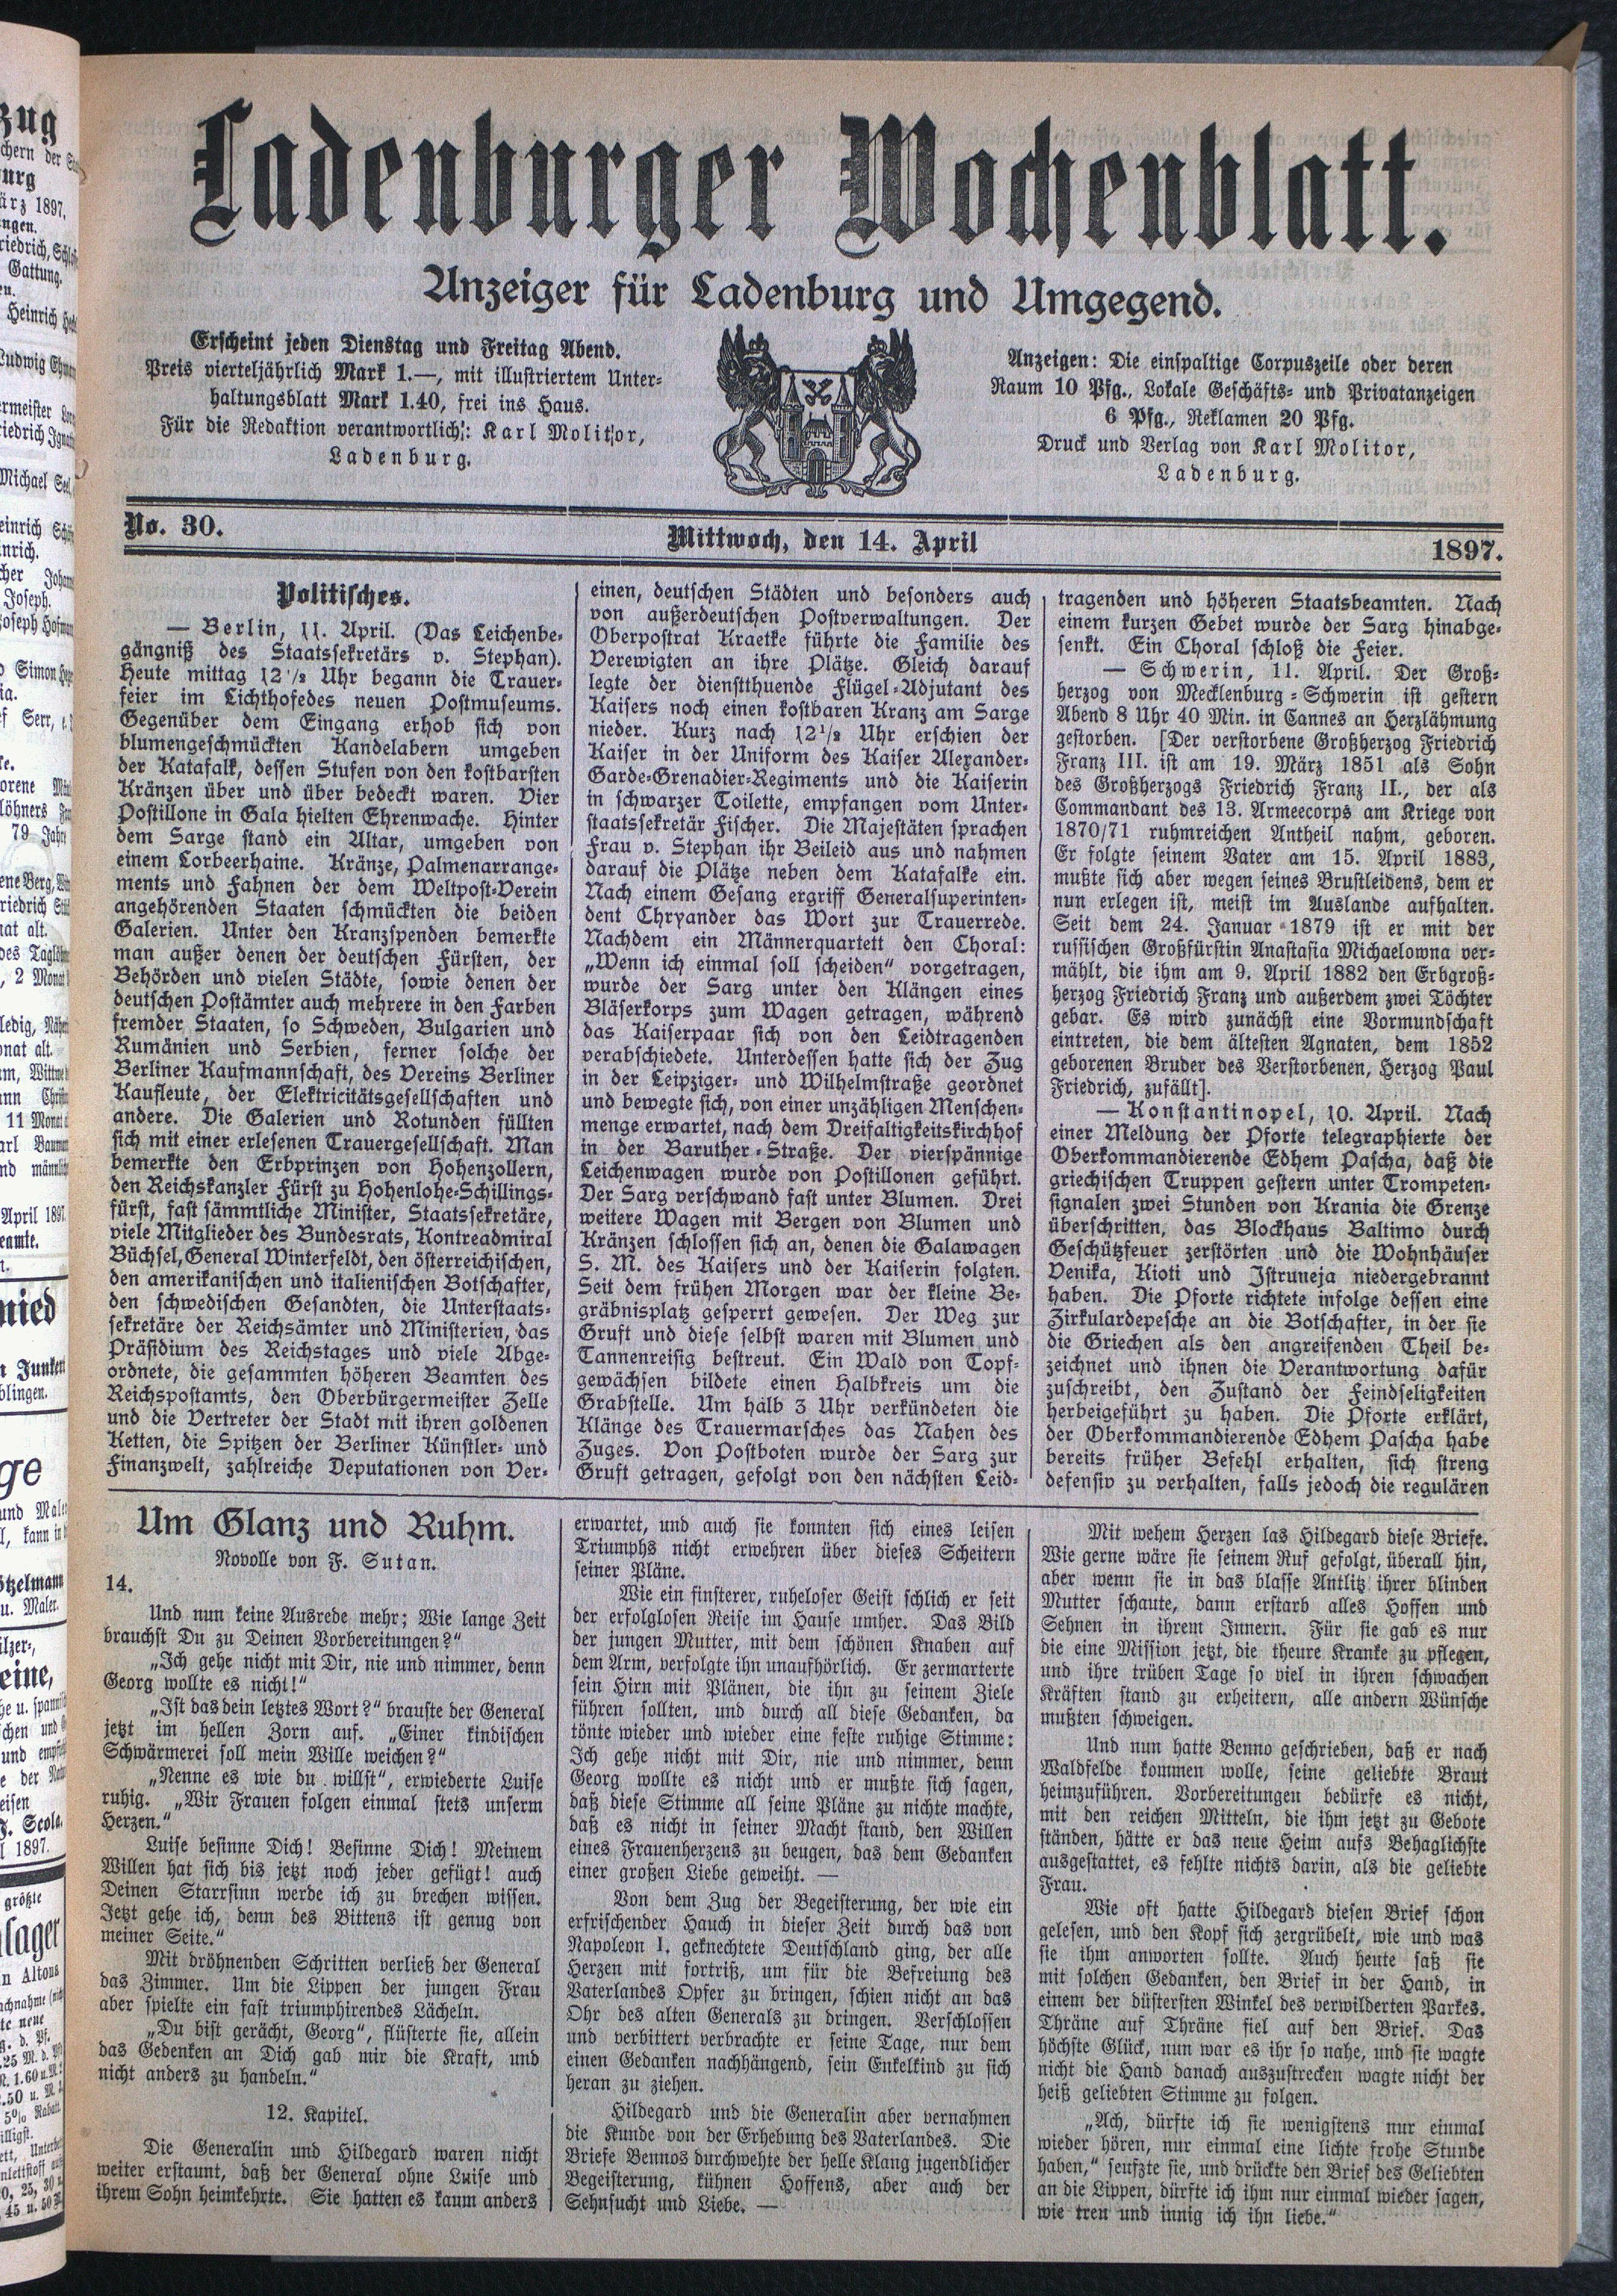 Ladenburger Wochenblatt.
Anzeiger für Ladenburg und Umgegend.
Erscheint jeden Dienstag und Freitag Abend.
Preis vierteljährlich Mark 1.—, mit illustriertem Unter-
haltungsblatt Mark 1.40, frei ins Haus.
Für die Redaktion verantwortlich: Karl Molitor,
Ladenburg.
Anzeigen: Die einspaltige Corpuszeile oder deren
Raum 10 Pfg., Lokale Geschäfts- und Privatanzeigen
6 Pfg., Reklamen 20 Pfg.
Druck und Verlag von Karl Molitor,
Ladenburg.
No. 30.
Mittwoch, den 14. April
1897.
Politisches.
— Berlin, 11. April. (Das Leichenbe-
gängniß des Staatssekretärs v. Stephan).
Heute mittag 12 1/2 Uhr begann die Trauer-
feier im Lichthofedes neuen Postmuseums.
Gegenüber dem Eingang erhob sich von
blumengeschmückten Kandelabern umgeben
der Katafalk, dessen Stufen von den kostbarsten
Kränzen über und über bedeckt waren. Vier
Postillone in Gala hielten Ehrenwache. Hinter
dem Sarge stand ein Altar, umgeben von
einem Lorbeerhaine. Kränze, Palmenarrange-
ments und Fahnen der dem Weltpost-Verein
angehörenden Staaten schmückten die beiden
Galerien. Unter den Kranzspenden bemerkte
man außer denen der deutschen Fürsten, der
Behörden und vielen Städte, sowie denen der
deutschen Postämter auch mehrere in den Farben
fremder Staaten, so Schweden, Bulgarien und
Rumänien und Serbien, ferner solche der
Berliner Kaufmannschaft, des Vereins Berliner
Kaufleute, der Elektricitätsgesellschaften und
andere. Die Galerien und Rotunden füllten
sich mit einer erlesenen Trauergesellschaft. Man
bemerkte den Erbprinzen von Hohenzollern,
den Reichskanzler Fürst zu Hohenlohe-Schillings-
fürst, fast sämmtliche Minister, Staatssekretäre,
viele Mitglieder des Bundesrats, Kontreadmiral
Büchsel, General Winterfeldt, den österreichischen,
den amerikanischen und italienischen Botschafter,
den schwedischen Gesandten, die Unterstaats-
sekretäre der Reichsämter und Ministerien, das
Präsidium des Reichstages und viele Abge-
ordnete, die gesammten höheren Beamten des
Reichspostamts, den Oberbürgermeister Zelle
und die Vertreter der Stadt mit ihren goldenen
Ketten, die Spitzen der Berliner Künstler- und
Finanzwelt, zahlreiche Deputationen von Ver-
einen, deutschen Städten und besonders auch
von außerdeutschen Postverwaltungen. Der
Oberpostrat Kraetke führte die Familie des
Verewigten an ihre Plätze. Gleich darauf
legte der dienstthuende Flügel-Adjutant des
Kaisers noch einen kostbaren Kranz am Sarge
nieder. Kurz nach 12 1/2 Uhr erschien der
Kaiser in der Uniform des Kaiser Alexander-
Garde-Grenadier-Regiments und die Kaiserin
in schwarzer Toilette, empfangen vom Unter-
staatssekretär Fischer. Die Majestäten sprachen
Frau v. Stephan ihr Beileid aus und nahmen
darauf die Plätze neben dem Katafalke ein.
Nach einem Gesang ergriff Generalsuperinten-
dent Chryander das Wort zur Trauerrede.
Nachdem ein Männerquartett den Choral:
„Wenn ich einmal soll scheiden“ vorgetragen,
wurde der Sarg unter den Klängen eines
Bläserkorps zum Wagen getragen, während
das Kaiserpaar sich von den Leidtragenden
verabschiedete. Unterdessen hatte sich der Zug
in der Leipziger- und Wilhelmstraße geordnet
und bewegte sich, von einer unzähligen Menschen-
menge erwartet, nach dem Dreifaltigkeitskirchhof
in der Baruther-Straße. Der vierspännige
Leichenwagen wurde von Postillonen geführt.
Der Sarg verschwand fast unter Blumen. Drei
weitere Wagen mit Bergen von Blumen und
Kränzen schlossen sich an, denen die Galawagen
S. M. des Kaisers und der Kaiserin folgten.
Seit dem frühen Morgen war der kleine Be-
gräbnisplatz gesperrt gewesen. Der Weg zur
Gruft und diese selbst waren mit Blumen und
Tannenreisig bestreut. Ein Wald von Topf-
gewächsen bildete einen Halbkreis um die
Grabstelle. Um halb 3 Uhr verkündeten die
Klänge des Trauermarsches das Nahen des
Zuges. Von Postboten wurde der Sarg zur
Gruft getragen, gefolgt von den nächsten Leid-
tragenden und höheren Staatsbeamten. Nach
einem kurzen Gebet wurde der Sarg hinabge-
senkt. Ein Choral schloß die Feier.
— Schwerin, 11. April. Der Groß-
herzog von Mecklenburg-Schwerin ist gestern
Abend 8 Uhr 40 Min. in Cannes an Herzlähmung
gestorben. [Der verstorbene Großherzog Friedrich
Franz III. ist am 19. März 1851 als Sohn
des Großherzogs Friedrich Franz II., der als
Commandant des 13. Armeecorps am Kriege von
1870/71 ruhmreichen Antheil nahm, geboren.
Er folgte seinem Vater am 15. April 1883,
mußte sich aber wegen seines Brustleidens, dem er
nun erlegen ist, meist im Auslande aufhalten.
Seit dem 24. Januar 1879 ist er mit der
russischen Großfürstin Anastasia Michaelowna ver-
mählt, die ihm am 9. April 1882 den Erbgroß-
herzog Friedrich Franz und außerdem zwei Töchter
gebar. Es wird zunächst eine Vormundschaft
eintreten, die dem ältesten Agnaten, dem 1852
geborenen Bruder des Verstorbenen, Herzog Paul
Friedrich, zufällt].
— Konstantinopel, 10. April. Nach
einer Meldung der Pforte telegraphierte der
Oberkommandierende Edhem Pascha, daß die
griechischen Truppen gestern unter Trompeten-
signalen zwei Stunden von Krania die Grenze
überschritten, das Blockhaus Baltimo durch
Geschützfeuer zerstörten und die Wohnhäuser
Venika, Kioti und Istruneja niedergebrannt
haben. Die Pforte richtete infolge dessen eine
Zirkulardepesche an die Botschafter, in der sie
die Griechen als den angreifenden Theil be-
zeichnet und ihnen die Verantwortung dafür
zuschreibt, den Zustand der Feindseligkeiten
herbeigeführt zu haben. Die Pforte erklärt,
der Oberkommandierende Edhem Pascha habe
bereits früher Befehl erhalten, sich streng
defensiv zu verhalten, falls jedoch die regulären
Um Glanz und Ruhm.
Novolle von F. Sutan.
14.
Und nun keine Ausrede mehr; Wie lange Zeit
brauchst Du zu Deinen Vorbereitungen?“
„Ich gehe nicht mit Dir, nie und nimmer, denn
Georg wollte es nicht!“
„Ist das dein letztes Wort?“ brauste der General
jetzt im hellen Zorn auf. „Einer kindischen
Schwärmerei soll mein Wille weichen?“
„Nenne es wie du willst“, erwiederte Luise
ruhig. „Wir Frauen folgen einmal stets unserm
Herzen.“
Luise besinne Dich! Besinne Dich! Meinem
Willen hat sich bis jetzt noch jeder gefügt! auch
Deinen Starrsinn werde ich zu brechen wissen.
Jetzt gehe ich, denn des Bittens ist genug von
meiner Seite.“
Mit dröhnenden Schritten verließ der General
das Zimmer. Um die Lippen der jungen Frau
aber spielte ein fast triumphirendes Lächeln.
„Du bist gerächt, Georg“, flüsterte sie, allein
das Gedenken an Dich gab mir die Kraft, und
nicht anders zu handeln.“
12. Kapitel.
Die Generalin und Hildegard waren nicht
weiter erstaunt, daß der General ohne Luise und
ihrem Sohn heimkehrte. Sie hatten es kaum anders
erwartet, und auch sie konnten sich eines leisen
Triumphs nicht erwehren über dieses Scheitern
seiner Pläne.
Wie ein finsterer, ruheloser Geist schlich er seit
der erfolglosen Reise im Hause umher. Das Bild
der jungen Mutter, mit dem schönen Knaben auf
dem Arm, verfolgte ihn unaufhörlich. Er zermarterte
sein Hirn mit Plänen, die ihn zu seinem Ziele
führen sollten, und durch all diese Gedanken, da
tönte wieder und wieder eine feste ruhige Stimme:
Ich gehe nicht mit Dir, nie und nimmer, denn
Georg wollte es nicht und er mußte sich sagen,
daß diese Stimme all seine Pläne zu nichte machte,
daß es nicht in seiner Macht stand, den Willen
eines Frauenherzens zu beugen, das dem Gedanken
einer großen Liebe geweiht. —
Von dem Zug der Begeisterung, der wie ein
erfrischender Hauch in dieser Zeit durch das von
Napoleon I. geknechtete Deutschland ging, der alle
Herzen mit fortriß, um für die Befreiung des
Vaterlandes Opfer zu bringen, schien nicht an das
Ohr des alten Generals zu dringen. Verschlossen
und verbittert verbrachte er seine Tage, nur dem
einen Gedanken nachhängend, sein Enkelkind zu sich
heran zu ziehen.
Hildegard und die Generalin aber vernahmen
die Kunde von der Erhebung des Vaterlandes. Die
Briefe Bennos durchwehte der helle Klang jugendlicher
Begeisterung, kühnen Hoffens, aber auch der
Sehnsucht und Liebe. —
Mit wehem Herzen las Hildegard diese Briefe.
Wie gerne wäre sie seinem Ruf gefolgt, überall hin,
aber wenn sie in das blasse Antlitz ihrer blinden
Mutter schaute, dann erstarb alles Hoffen und
Sehnen in ihrem Innern. Für sie gab es nur
die eine Mission jetzt, die theure Kranke zu pflegen,
und ihre trüben Tage so viel in ihren schwachen
Kräften stand zu erheitern, alle andern Wünsche
mußten schweigen.
Und nun hatte Benno geschrieben, daß er nach
Waldfelde kommen wolle, seine geliebte Braut
heimzuführen. Vorbereitungen bedürfe es nicht,
mit den reichen Mitteln, die ihm jetzt zu Gebote
ständen, hätte er das neue Heim aufs Behaglichste
ausgestattet, es fehlte nichts darin, als die geliebte
Frau.
Wie oft hatte Hildegard diesen Brief schon
gelesen, und den Kopf sich zergrübelt, wie und was
sie ihm anworten sollte. Auch heute saß sie
mit solchen Gedanken, den Brief in der Hand, in
einem der düstersten Winkel des verwilderten Parkes.
Thräne auf Thräne fiel auf den Brief. Das
höchste Glück, nun war es ihr so nahe, und sie wagte
nicht die Hand danach auszustrecken wagte nicht der
heiß geliebten Stimme zu folgen.
„Ach, dürfte ich sie wenigstens nur einmal
wieder hören, nur einmal eine lichte frohe Stunde
haben,“ seufzte sie, und drückte den Brief des Geliebten
an die Lippen, dürfte ich ihm nur einmal wieder sagen,
wie treu und innig ich ihn liebe.“